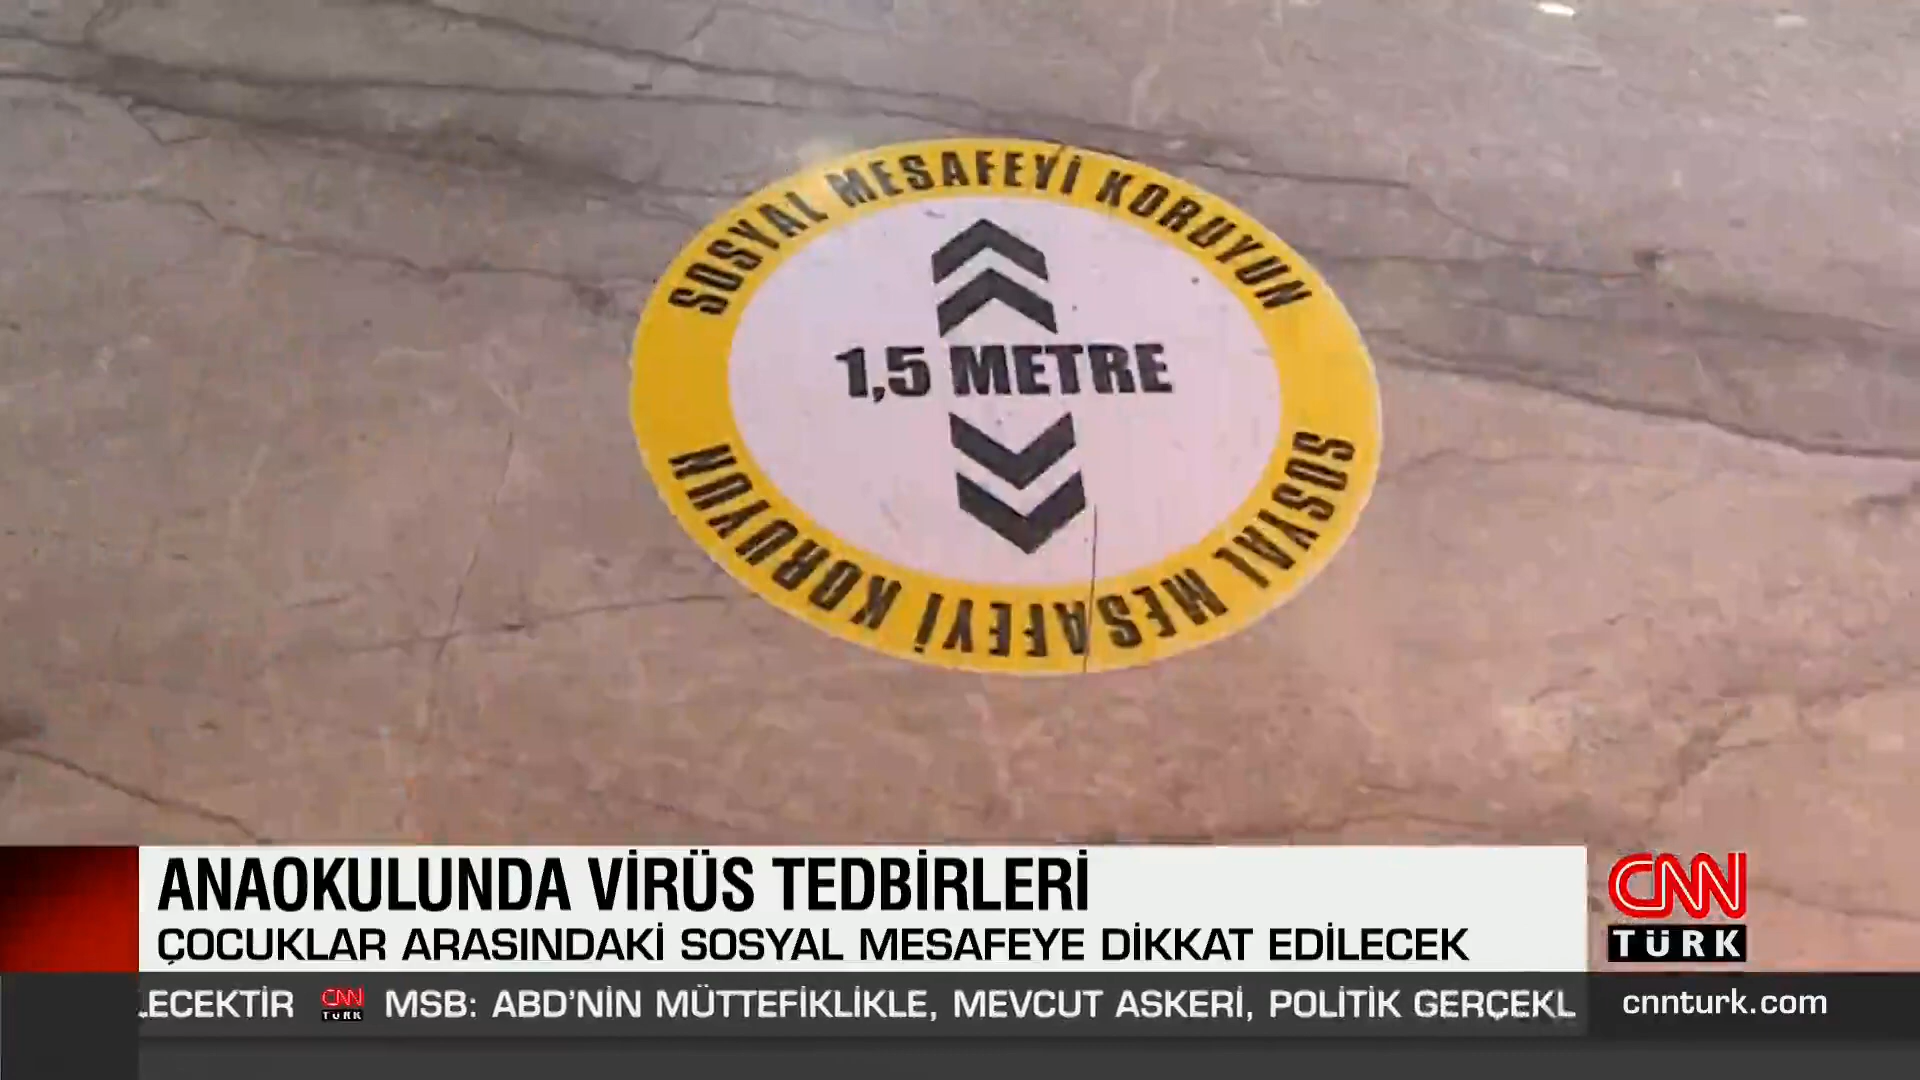 SOSYAL MESAFEYİ KORUYUN
1,5 METRE
SOSYAL MESAFEYİ KORUYUN
ANAOKULUNDA VİRÜS TEDBİRLERİ
ÇOCUKLAR ARASINDAKİ SOSYAL MESAFEYE DİKKAT EDİLECEK
CNN
TÜRK
LECEKTİR CNN TÜRK MSB: ABD'NİN MÜTTEFİKLİKLE, MEVCUT ASKERİ, POLİTİK GERÇEKL
cnnturk.com